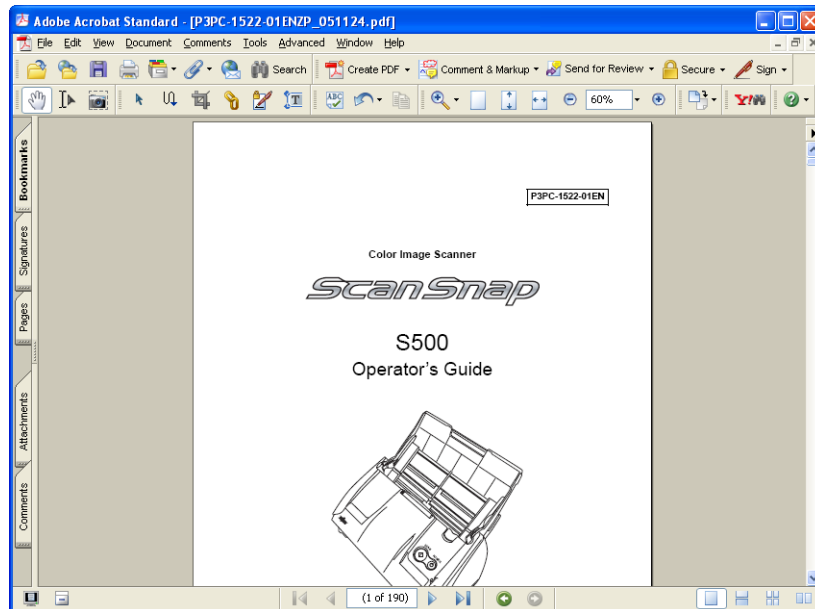 Adobe Acrobat Standard - [P3PC-1522-01ENZP_051124.pdf]
File Edit View Document Comments Tools Advanced Window Help
Search Create PDF Comment & Markup Send for Review Secure Sign
ABC 60% Y!
Bookmarks
Signatures
Pages
Attachments
Comments
P3PC-1522-01EN
Color Image Scanner
ScanSnap
S500
Operator's Guide
(1 of 190)